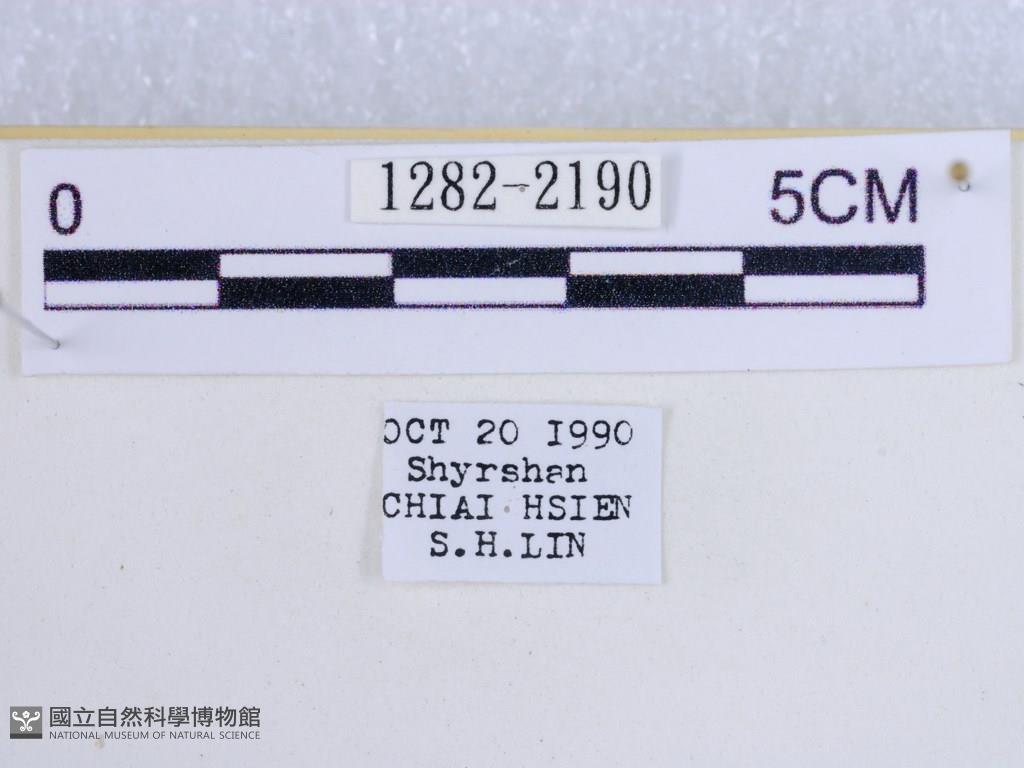 0 1282-2190 5CM
OCT 20 1990
Shyrshan
CHIAI HSIEN
S.H.LIN
國立自然科學博物館
NATIONAL MUSEUM OF NATURAL SCIENCE